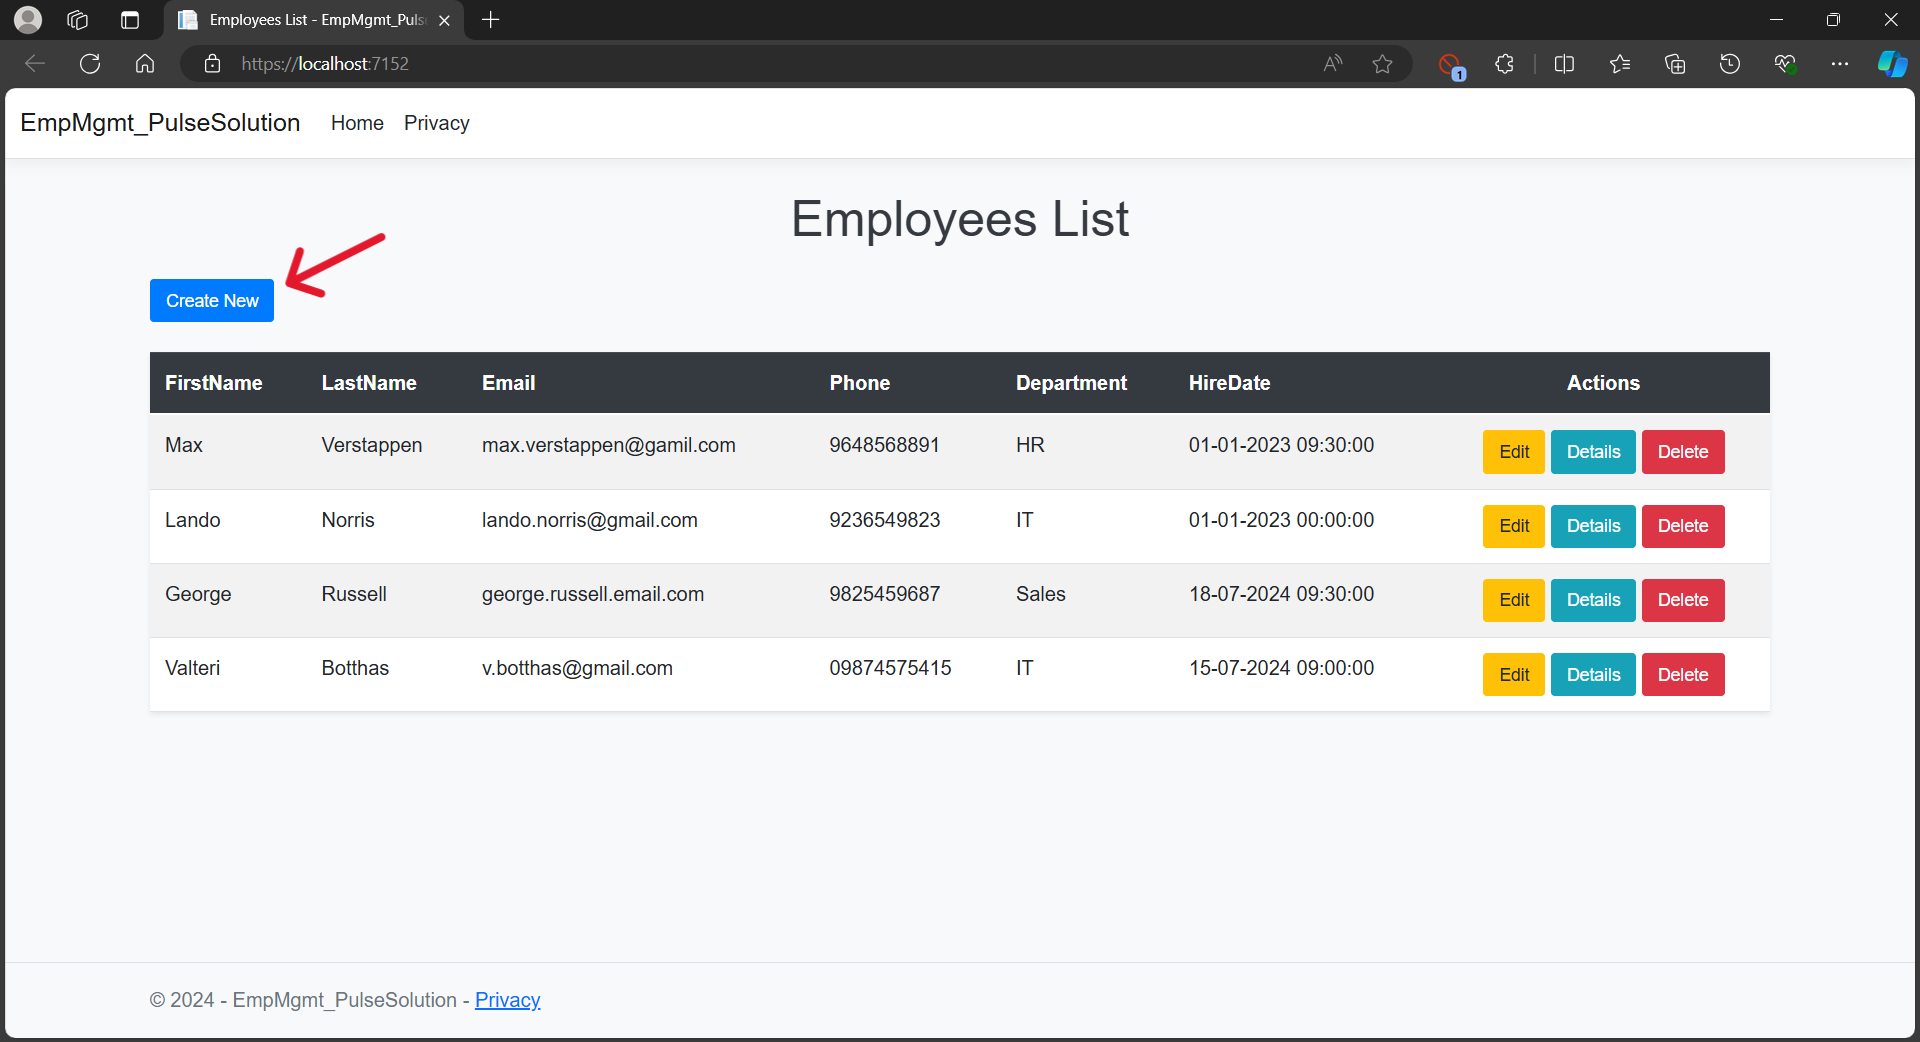 Employees List - EmpMgmt_Puls
https://localhost:7152
1
EmpMgmt_PulseSolution Home Privacy
Employees List
Create New
FirstName LastName Email Phone Department HireDate Actions
Max Verstappen max.verstappen@gamil.com 9648568891 HR 01-01-2023 09:30:00 Edit Details Delete
Lando Norris lando.norris@gmail.com 9236549823 IT 01-01-2023 00:00:00 Edit Details Delete
George Russell george.russell.email.com 9825459687 Sales 18-07-2024 09:30:00 Edit Details Delete
Valteri Botthas v.botthas@gmail.com 09874575415 IT 15-07-2024 09:00:00 Edit Details Delete
© 2024 - EmpMgmt_PulseSolution - Privacy